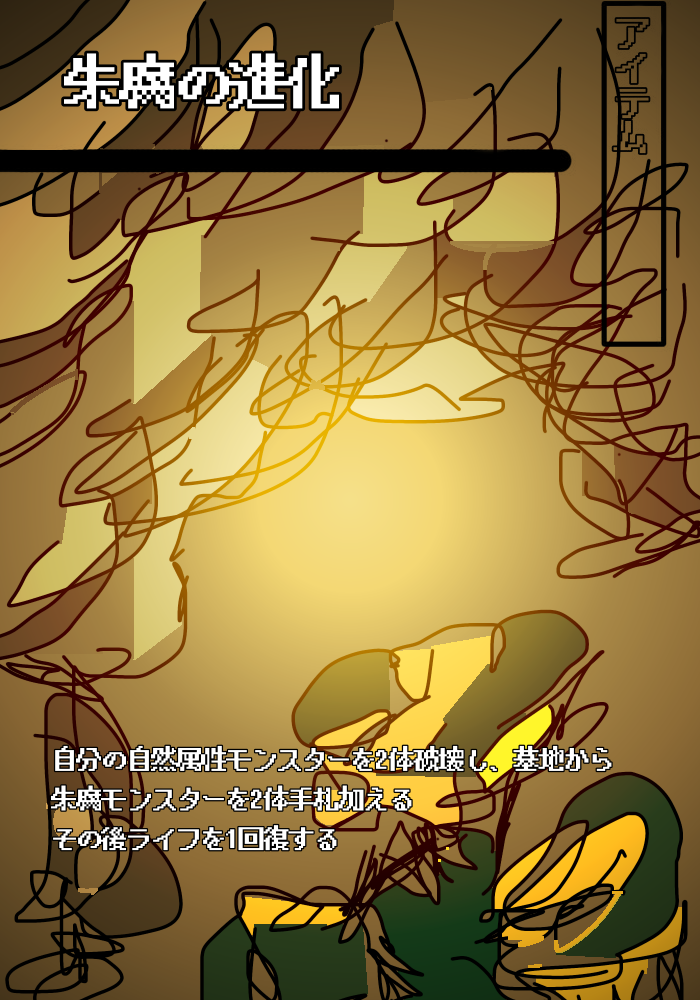 朱腐の進化
アイテム
自分の自然属性モンスターを2体破壊し、墓地から
朱腐モンスターを2体手札加える
その後ライフを1回復する